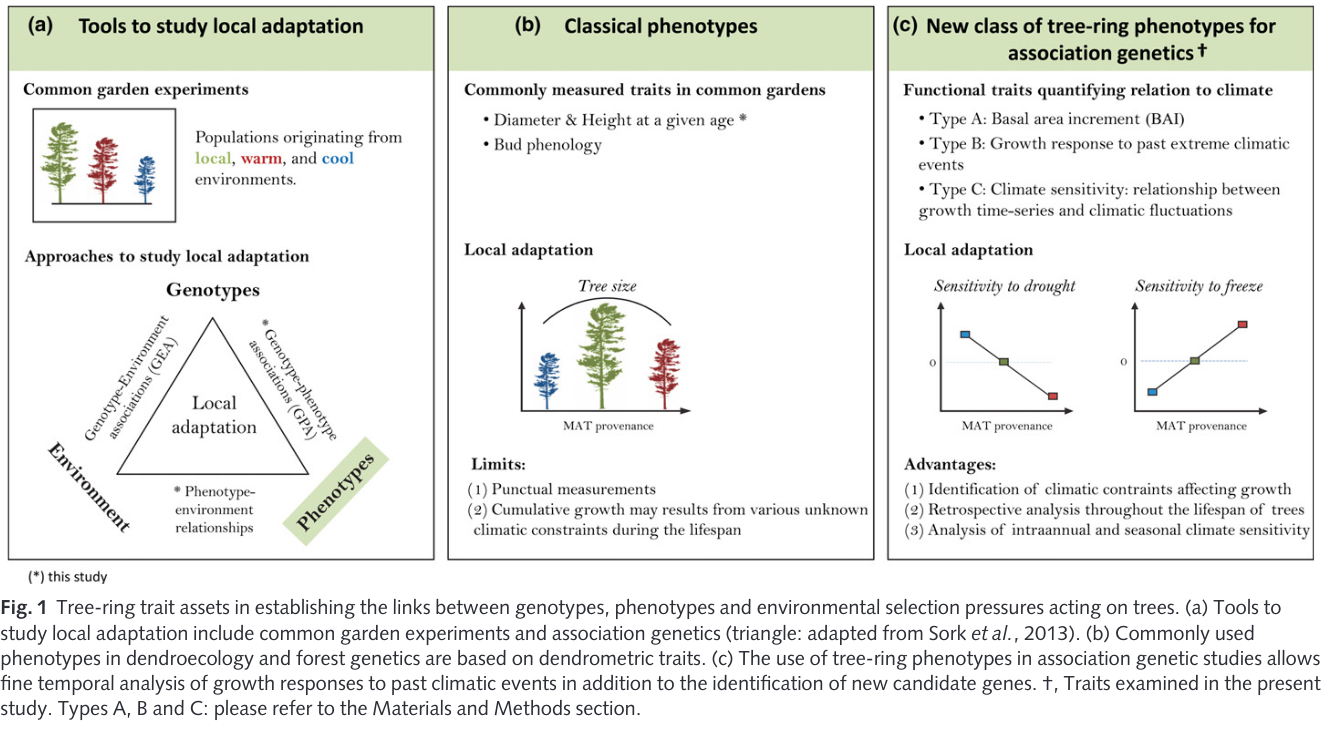 (a) Tools to study local adaptation
Common garden experiments
Populations originating from
local, warm, and cool
environments.
Approaches to study local adaptation
Genotypes
Genotype-Environment
associations (GEA)
* Genotype-phenotype
associations (GPA)
Local
adaptation
Environment
* Phenotype-
environment
relationships
Phenotypes
(*) this study
(b) Classical phenotypes
Commonly measured traits in common gardens
• Diameter & Height at a given age *
• Bud phenology
Local adaptation
Tree size
MAT provenance
Limits:
(1) Punctual measurements
(2) Cumulative growth may results from various unknown
climatic constraints during the lifespan
(c) New class of tree-ring phenotypes for
association genetics †
Functional traits quantifying relation to climate
• Type A: Basal area increment (BAI)
• Type B: Growth response to past extreme climatic
events
• Type C: Climate sensitivity: relationship between
growth time-series and climatic fluctuations
Local adaptation
Sensitivity to drought
0
MAT provenance
Sensitivity to freeze
0
MAT provenance
Advantages:
(1) Identification of climatic contraints affecting growth
(2) Retrospective analysis throughout the lifespan of trees
(3) Analysis of intraannual and seasonal climate sensitivity
Fig. 1 Tree-ring trait assets in establishing the links between genotypes, phenotypes and environmental selection pressures acting on trees. (a) Tools to
study local adaptation include common garden experiments and association genetics (triangle: adapted from Sork et al., 2013). (b) Commonly used
phenotypes in dendroecology and forest genetics are based on dendrometric traits. (c) The use of tree-ring phenotypes in association genetic studies allows
fine temporal analysis of growth responses to past climatic events in addition to the identification of new candidate genes. †, Traits examined in the present
study. Types A, B and C: please refer to the Materials and Methods section.